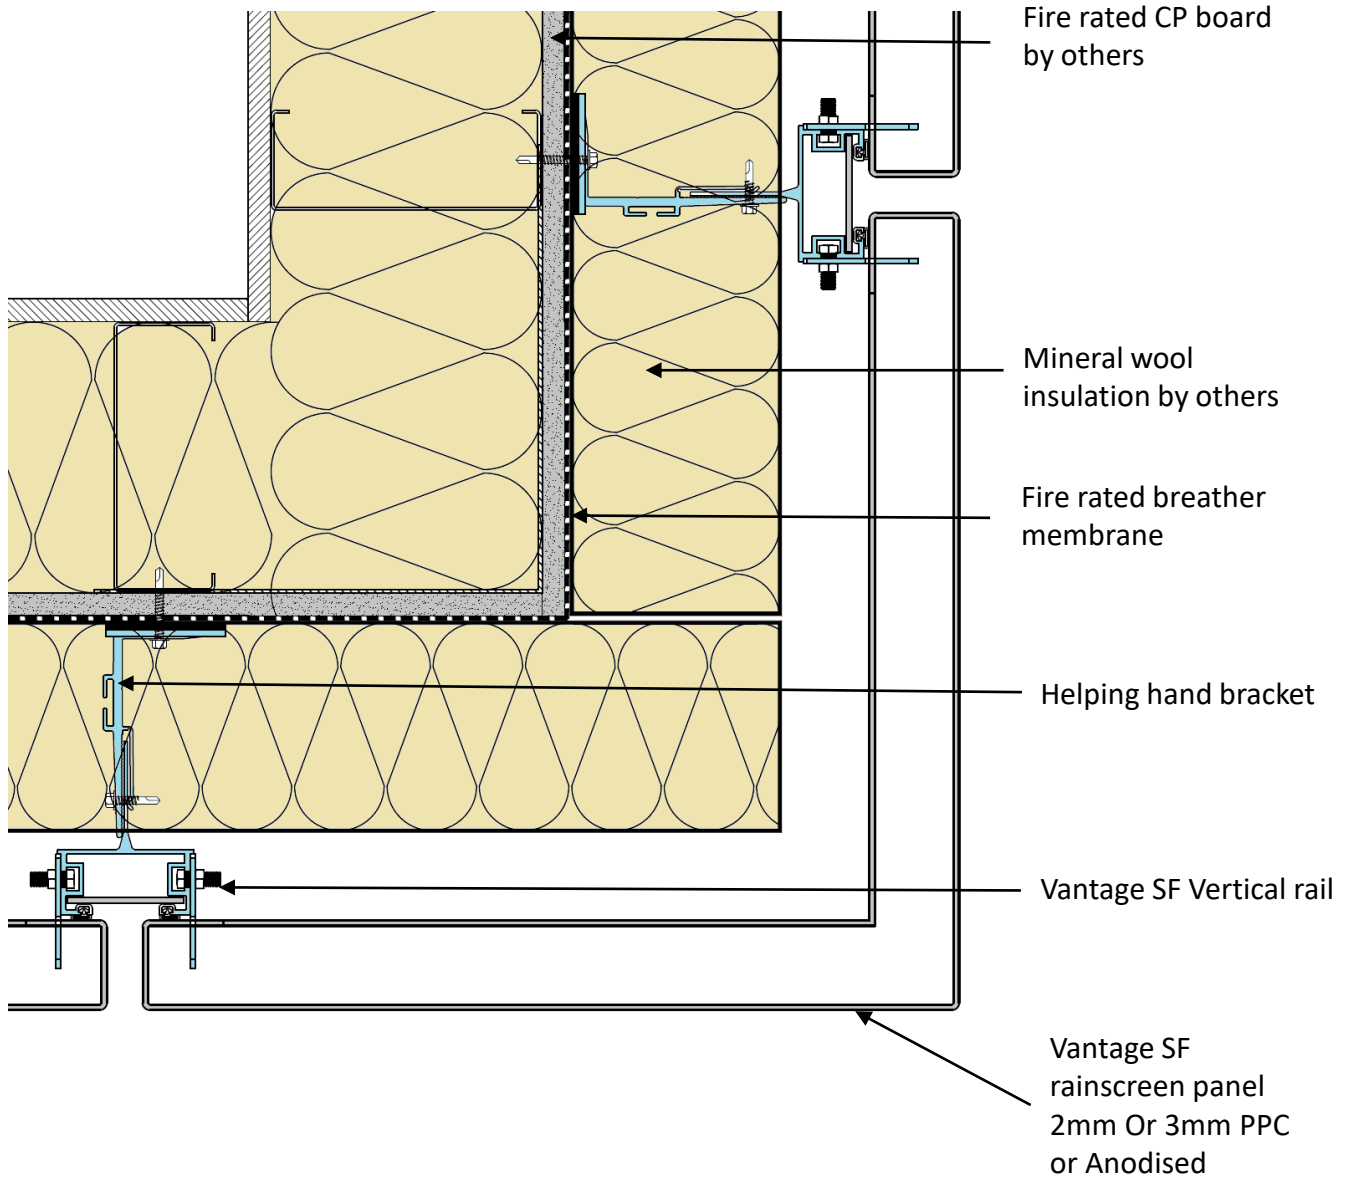 Fire rated CP board
by others
Mineral wool
insulation by others
Fire rated breather
membrane
Helping hand bracket
Vantage SF Vertical rail
Vantage SF
rainscreen panel
2mm Or 3mm PPC
or Anodised